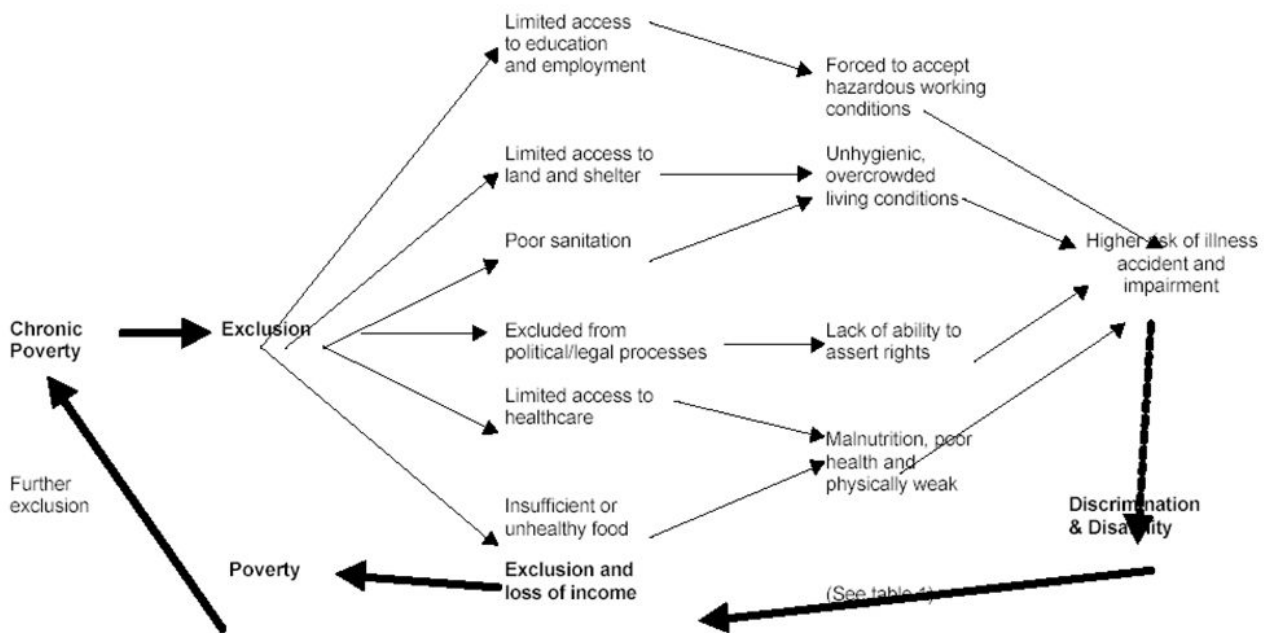 Limited access
to education
and employment
Forced to accept
hazardous working
conditions
Limited access to
land and shelter
Unhygienic,
overcrowded
living conditions
Poor sanitation
Higher risk of illness
accident and
impairment
Chronic
Poverty
Exclusion
Excluded from
political/legal processes
Lack of ability to
assert rights
Limited access to
healthcare
Malnutrition, poor
health and
physically weak
Further
exclusion
Insufficient or
unhealthy food
Discrimination
& Disability
Poverty
Exclusion and
loss of income
(See table 1)